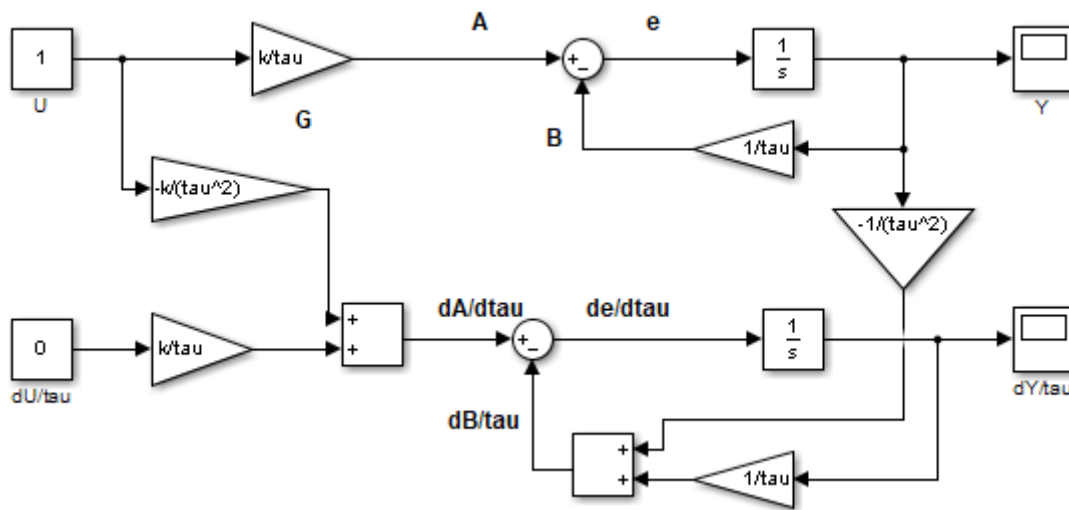 A
e
1
k/tau
+
-
1
s
U
Y
G
B
1/tau
-k/(tau^2)
-1/(tau^2)
dA/dtau
de/dtau
+
+
0
k/tau
+
-
1
s
dU/tau
dY/tau
dB/tau
+
+
1/tau